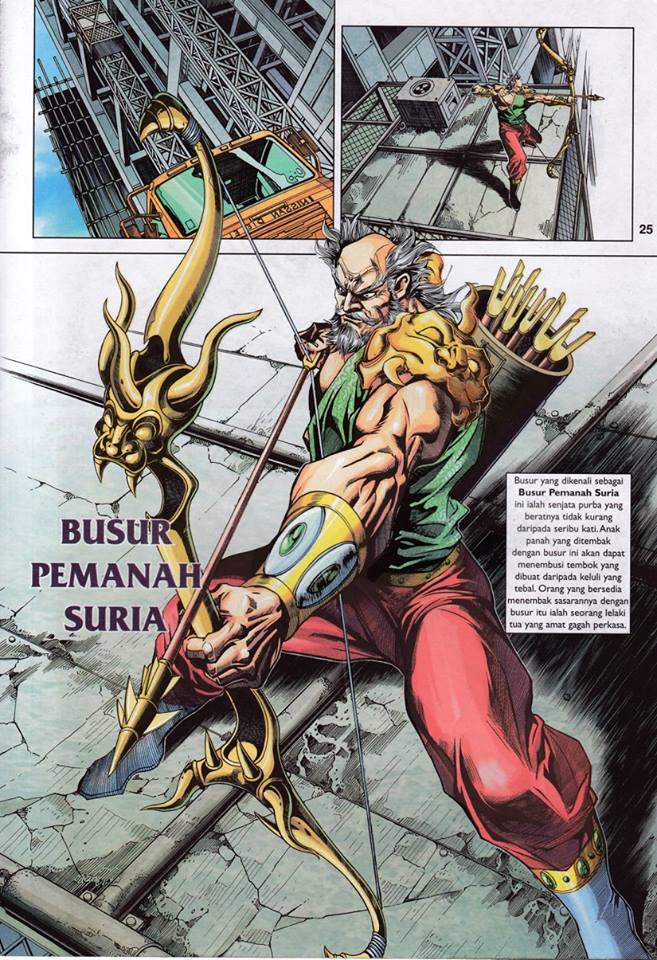 25
BUSUR
PEMANAH
SURIA
Busur yang dikenali sebagai
Busur Pemanah Suria
ini ialah senjata purba yang
beratnya tidak kurang
daripada seribu kati. Anak
panah yang ditembak
dengan busur ini akan dapat
menembusi tembok yang
dibuat daripada keluli yang
tebal. Orang yang bersedia
menembak sasarannya dengan
busur itu ialah seorang lelaki
tua yang amat gagah perkasa.